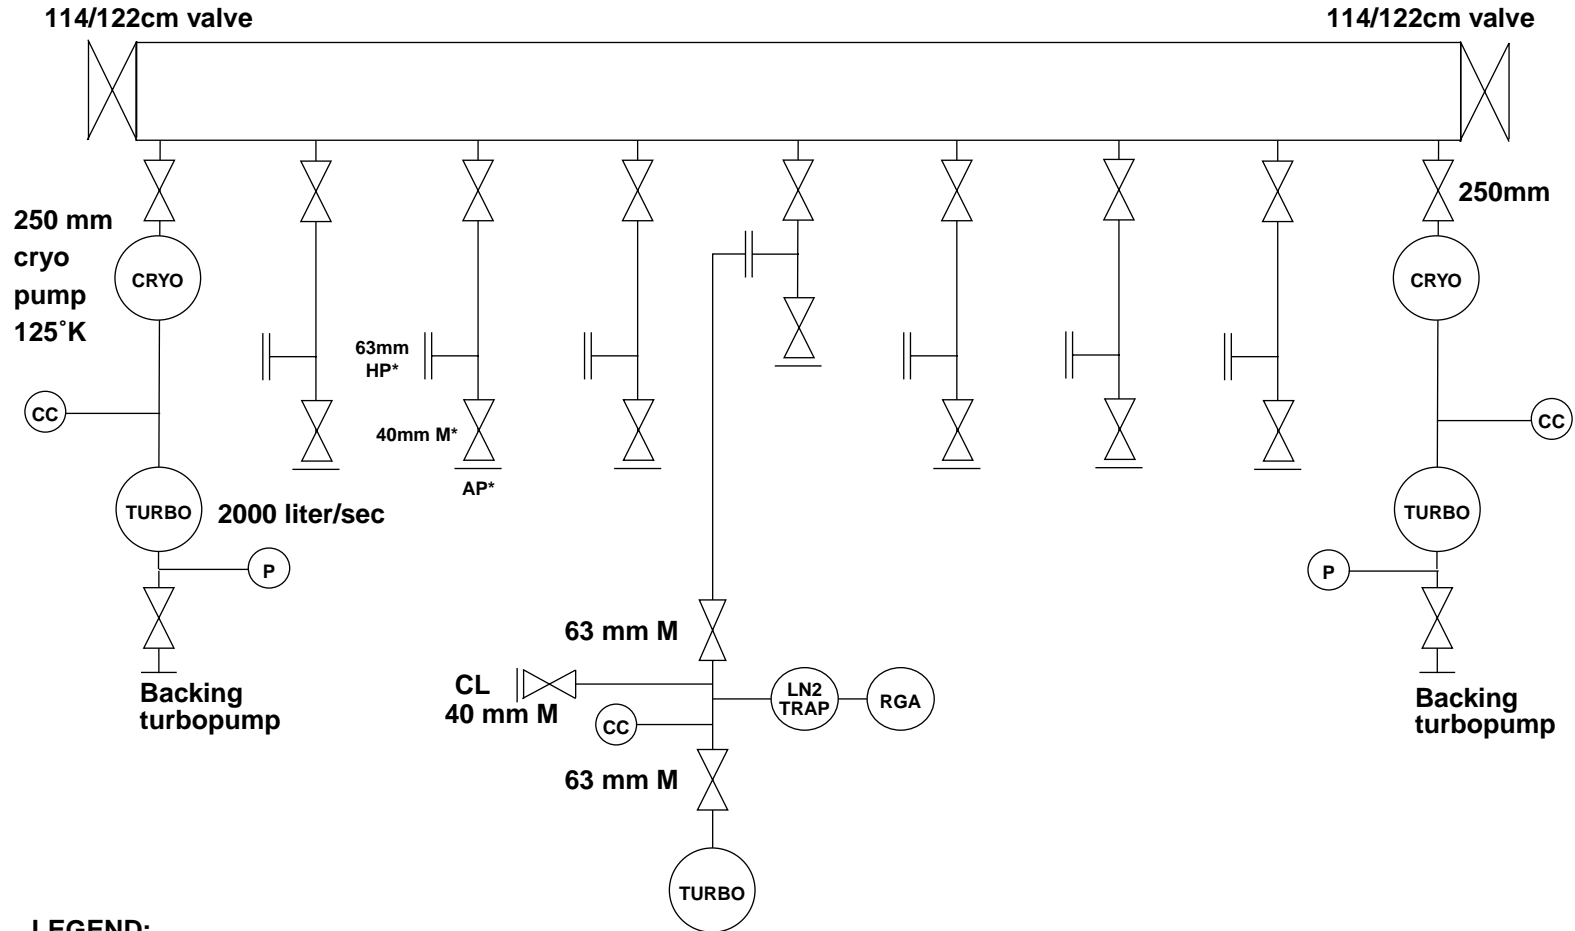 114/122cm valve
114/122cm valve
250 mm
cryo
pump
125˚K
CRYO
250mm
CRYO
63mm
HP*
40mm M*
AP*
CC
CC
TURBO
2000 liter/sec
TURBO
P
P
Backing
turbopump
63 mm M
CL
40 mm M
LN2
TRAP
RGA
CC
Backing
turbopump
63 mm M
TURBO
LEGEND: